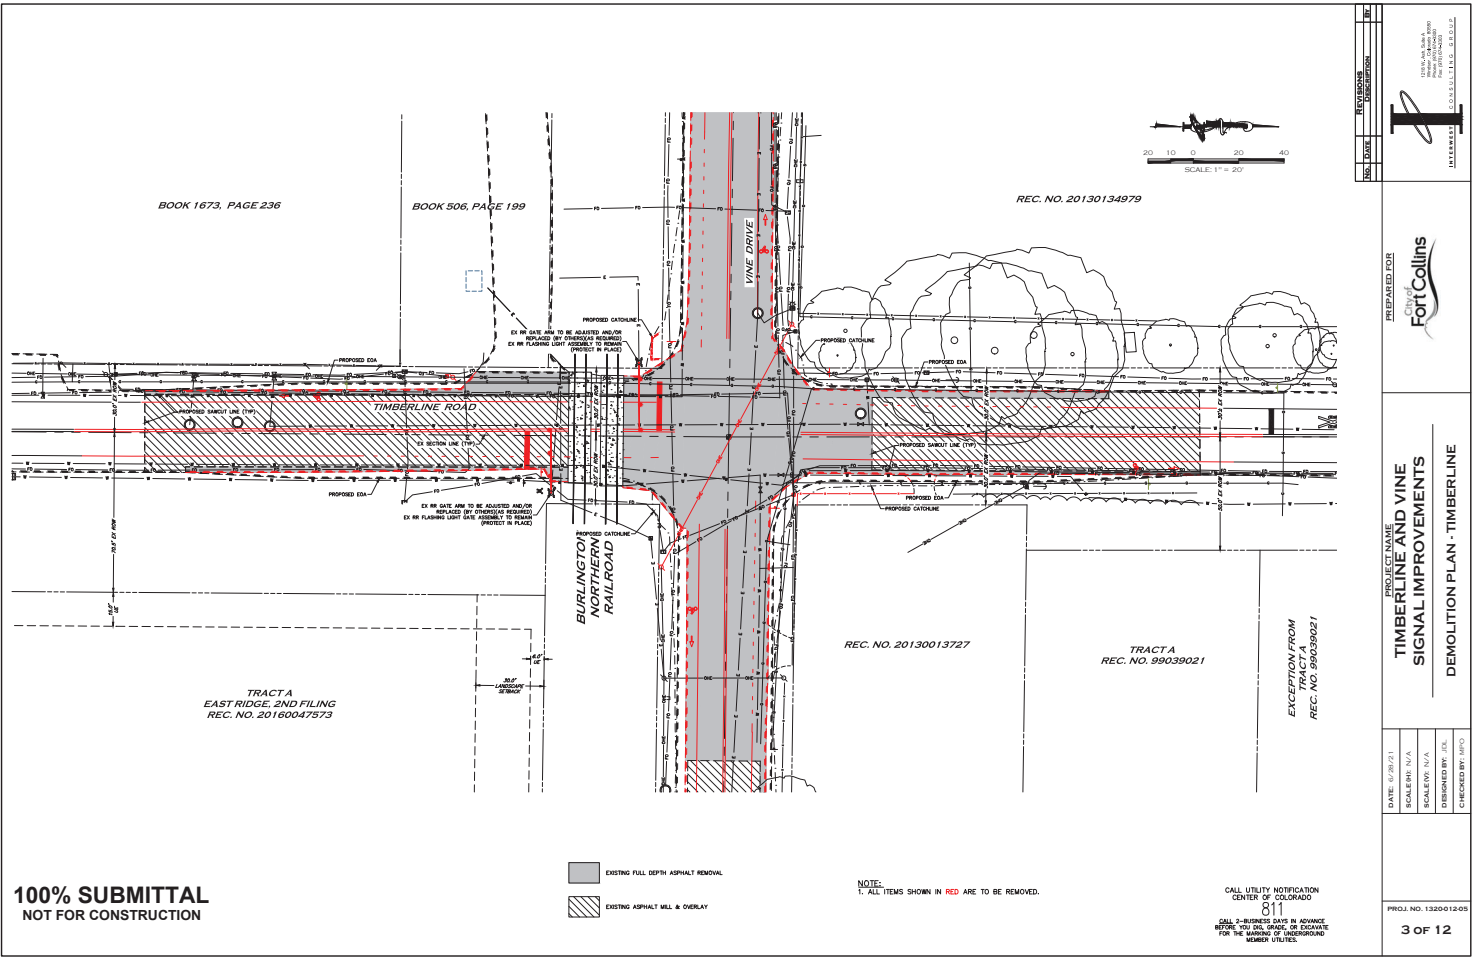 BOOK 1673, PAGE 236
BOOK 506, PAGE 199
REC. NO. 20130134979
20 10 0 20 40
SCALE: 1" = 20'
VINE DRIVE
PROPOSED CATCHLINE
EX RR GATE ARM TO BE ADJUSTED AND/OR
REPLACED (BY OTHERS)(AS REQUIRED)
EX RR FLASHING LIGHT ASSEMBLY TO REMAIN
(PROTECT IN PLACE)
PROPOSED CATCHLINE
PROPOSED EOA
PROPOSED EOA
TIMBERLINE ROAD
PROPOSED SAWCUT LINE (TYP)
EX SECTION LINE (TYP)
PROPOSED SAWCUT LINE (TYP)
PROPOSED EOA
PROPOSED EOA
PROPOSED CATCHLINE
EX RR GATE ARM TO BE ADJUSTED AND/OR
REPLACED (BY OTHERS)(AS REQUIRED)
EX RR FLASHING LIGHT GATE ASSEMBLY TO REMAIN
(PROTECT IN PLACE)
PROPOSED CATCHLINE
BURLINGTON
NORTHERN
RAILROAD
REC. NO. 20130013727
TRACT A
REC. NO. 99039021
EXCEPTION FROM
TRACT A
REC. NO. 99039021
30.0'
LANDSCAPE
SETBACK
TRACT A
EAST RIDGE, 2ND FILING
REC. NO. 20160047573
EXISTING FULL DEPTH ASPHALT REMOVAL
EXISTING ASPHALT MILL & OVERLAY
NOTE:
1. ALL ITEMS SHOWN IN RED ARE TO BE REMOVED.
100% SUBMITTAL
NOT FOR CONSTRUCTION
CALL UTILITY NOTIFICATION
CENTER OF COLORADO
811
CALL 2-BUSINESS DAYS IN ADVANCE
BEFORE YOU DIG, GRADE, OR EXCAVATE
FOR THE MARKING OF UNDERGROUND
MEMBER UTILITIES.
REVISIONS
NO. DATE DESCRIPTION BY
INTERWEST CONSULTING GROUP
PREPARED FOR
City of
Fort Collins
PROJECT NAME
TIMBERLINE AND VINE
SIGNAL IMPROVEMENTS
DEMOLITION PLAN - TIMBERLINE
DATE: 6/28/21
SCALE (H): N/A
SCALE (V): N/A
DESIGNED BY: JDL
CHECKED BY: MPO
PROJ. NO. 1320-012-05
3 OF 12